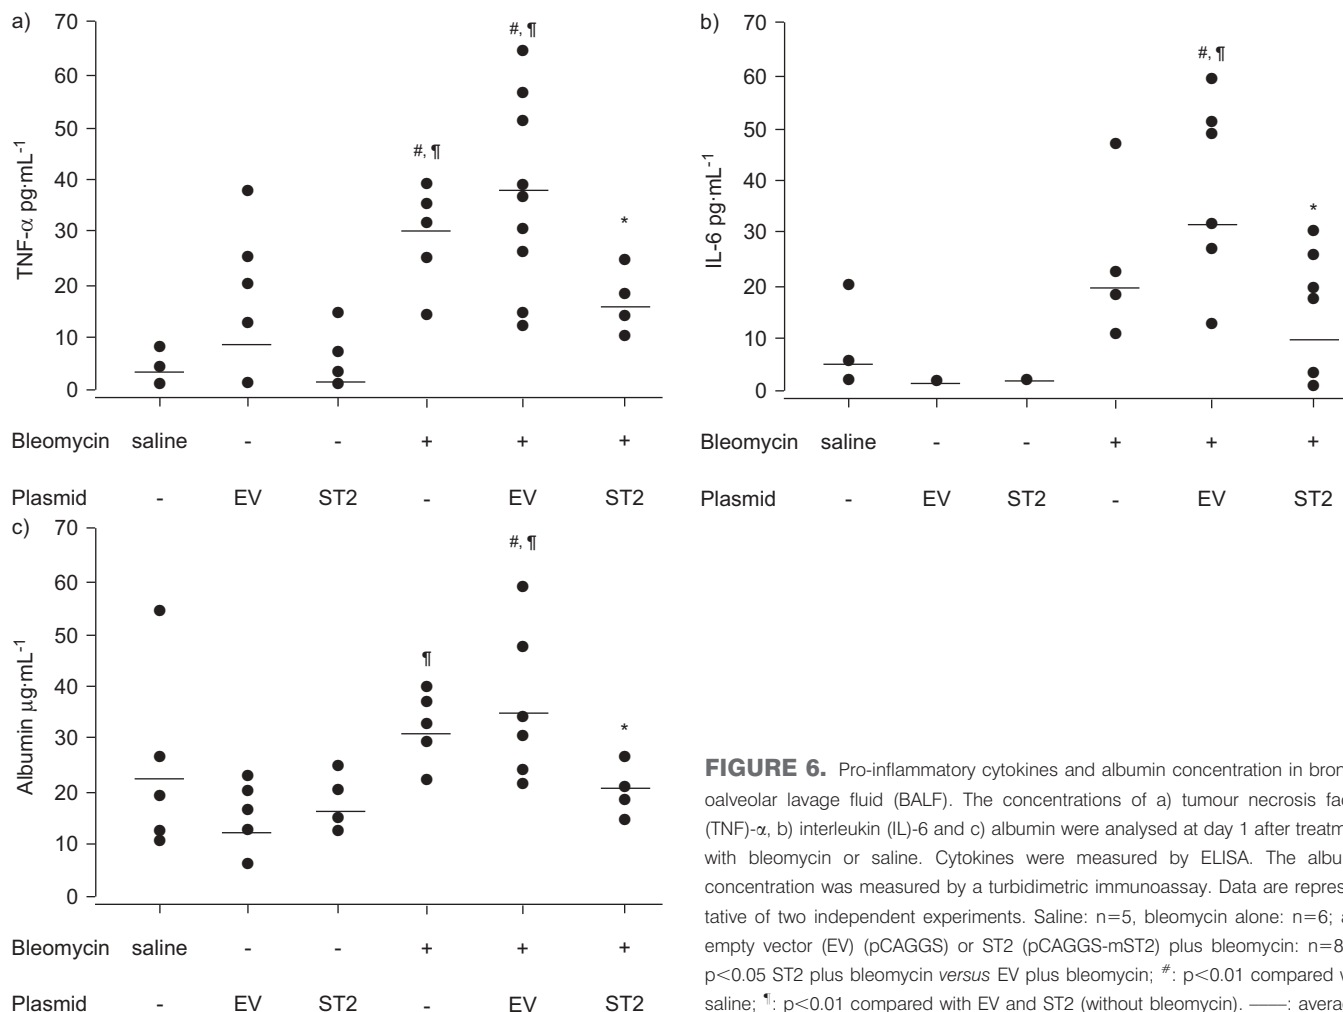 a)
70
#, ¶
60
50
#, ¶
40
TNF-α pg·mL-1
30
*
20
10
0
Bleomycin saline - - + + +
Plasmid - EV ST2 - EV ST2
b)
70
#, ¶
60
50
40
IL-6 pg·mL-1
*
30
20
10
0
Bleomycin saline - - + + +
Plasmid - EV ST2 - EV ST2
c)
70
#, ¶
60
50
¶
40
Albumin µg·mL-1
30
*
20
10
0
Bleomycin saline - - + + +
Plasmid - EV ST2 - EV ST2
FIGURE 6. Pro-inflammatory cytokines and albumin concentration in bron
oalveolar lavage fluid (BALF). The concentrations of a) tumour necrosis fac
(TNF)-α, b) interleukin (IL)-6 and c) albumin were analysed at day 1 after treatm
with bleomycin or saline. Cytokines were measured by ELISA. The albu
concentration was measured by a turbidimetric immunoassay. Data are repres
tative of two independent experiments. Saline: n=5, bleomycin alone: n=6; a
empty vector (EV) (pCAGGS) or ST2 (pCAGGS-mST2) plus bleomycin: n=8
p<0.05 ST2 plus bleomycin versus EV plus bleomycin; #: p<0.01 compared w
saline; ¶: p<0.01 compared with EV and ST2 (without bleomycin). ——: averag